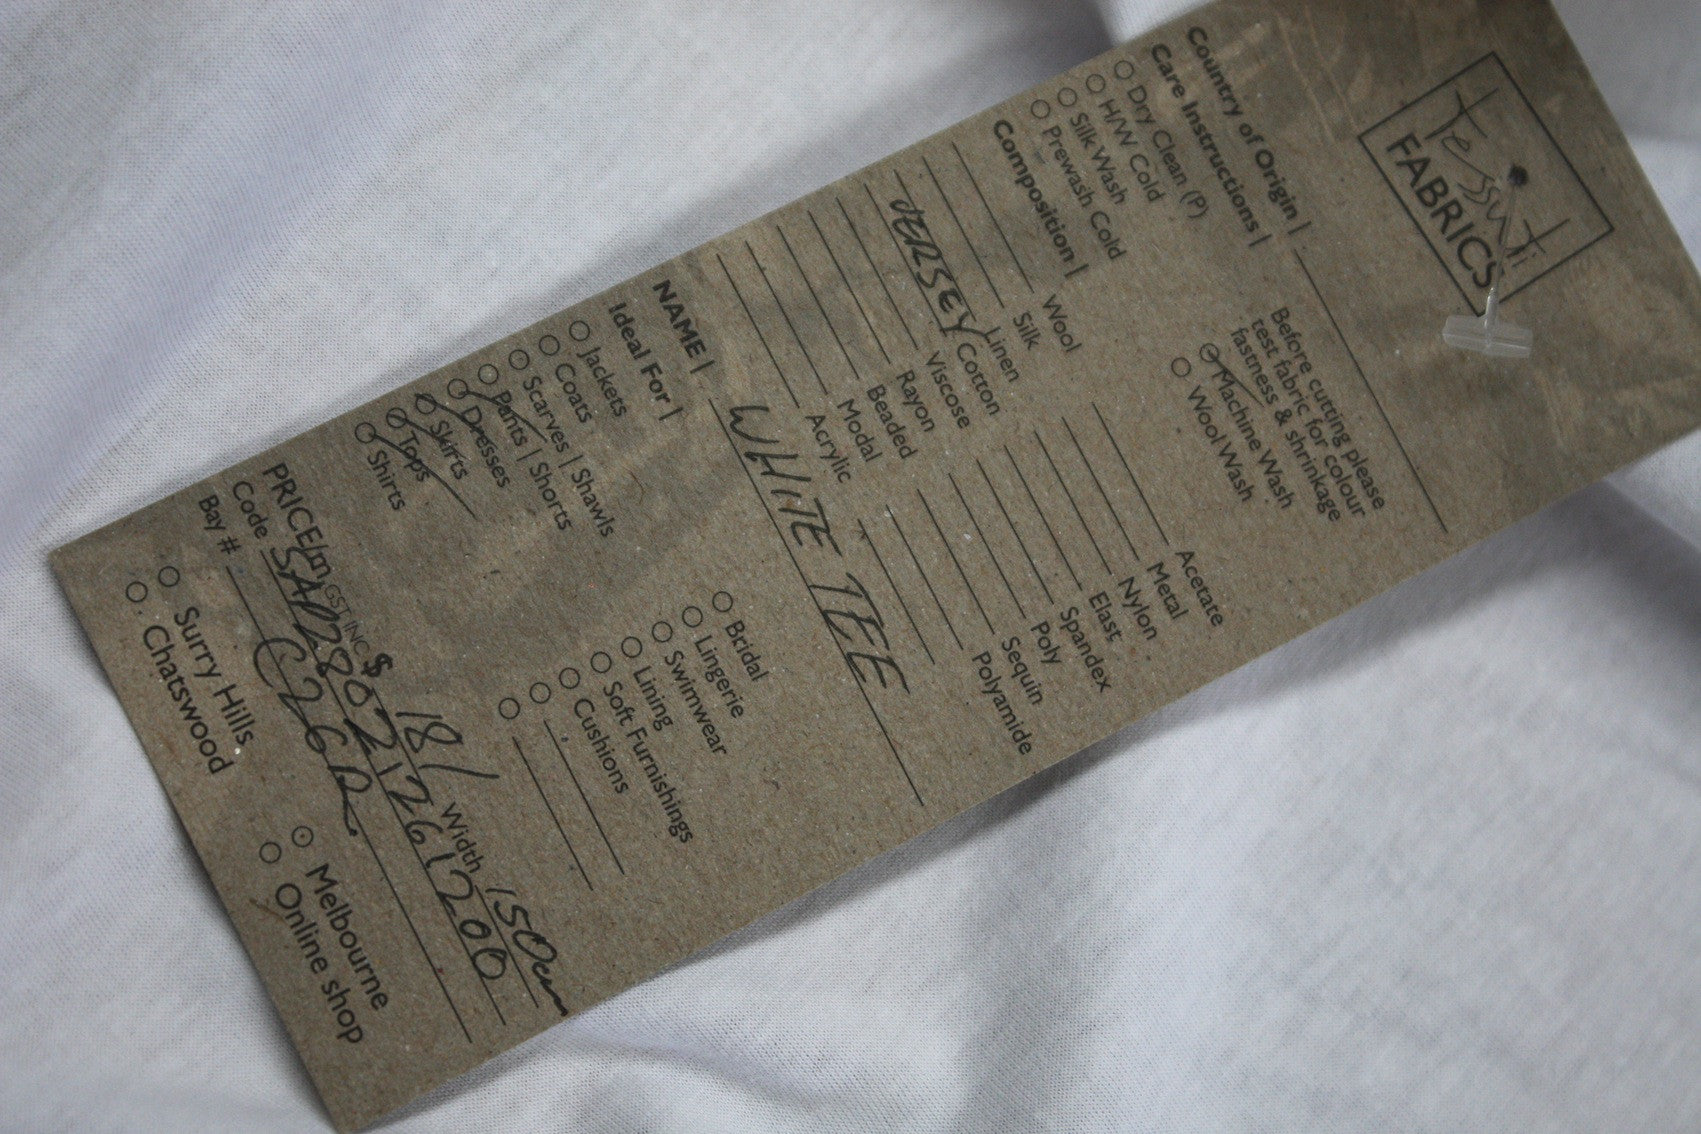 Tessuti
FABRICS
Country of Origin |
Care Instructions |
Dry Clean (P)
H/W Cold
Silk Wash
Prewash Cold
Before cutting please
test fabric for colour
fastness & shrinkage
Machine Wash
Wool Wash
Composition |
Wool
Silk
Linen
JERSEY Cotton
Viscose
Rayon
Beaded
Modal
Acrylic
Acetate
Metal
Nylon
Elast.
Spandex
Poly
Sequin
Polyamide
NAME | WHITE TEE
Ideal For |
Jackets
Coats
Scarves | Shawls
Pants | Shorts
Dresses
Skirts
Tops
Shirts
Bridal
Lingerie
Swimwear
Lining
Soft Furnishings
Cushions
PRICE/m GST INC $ 18/ Width 150cm
Code
Bay #
Surry Hills
Chatswood
Melbourne
Online shop